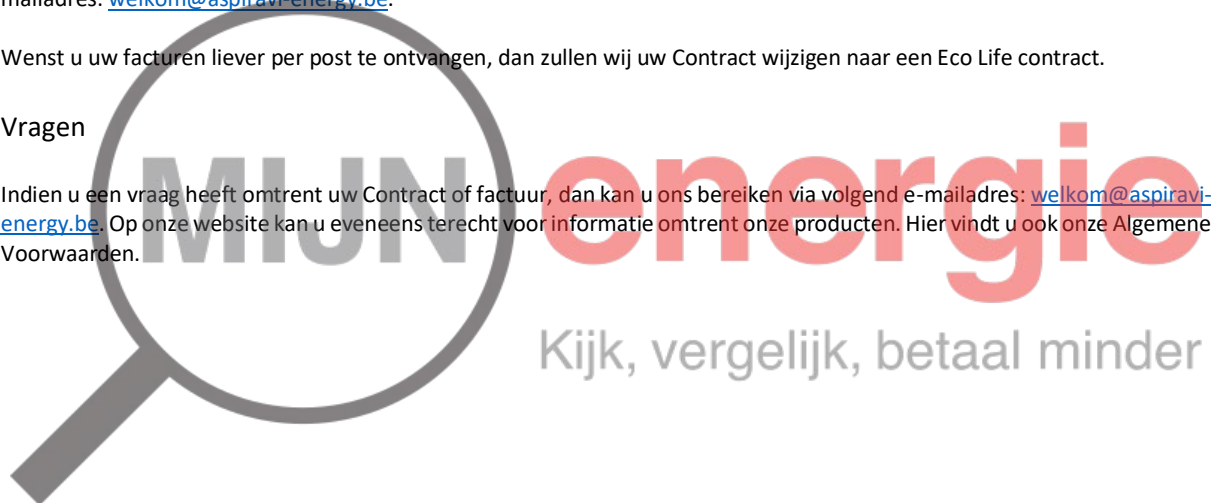 mailadres: welkom@aspiravi-energy.be.
Wenst u uw facturen liever per post te ontvangen, dan zullen wij uw Contract wijzigen naar een Eco Life contract.
Vragen
Indien u een vraag heeft omtrent uw Contract of factuur, dan kan u ons bereiken via volgend e-mailadres: welkom@aspiravi-
energy.be. Op onze website kan u eveneens terecht voor informatie omtrent onze producten. Hier vindt u ook onze Algemene
Voorwaarden.
MIJN energie
Kijk, vergelijk, betaal minder